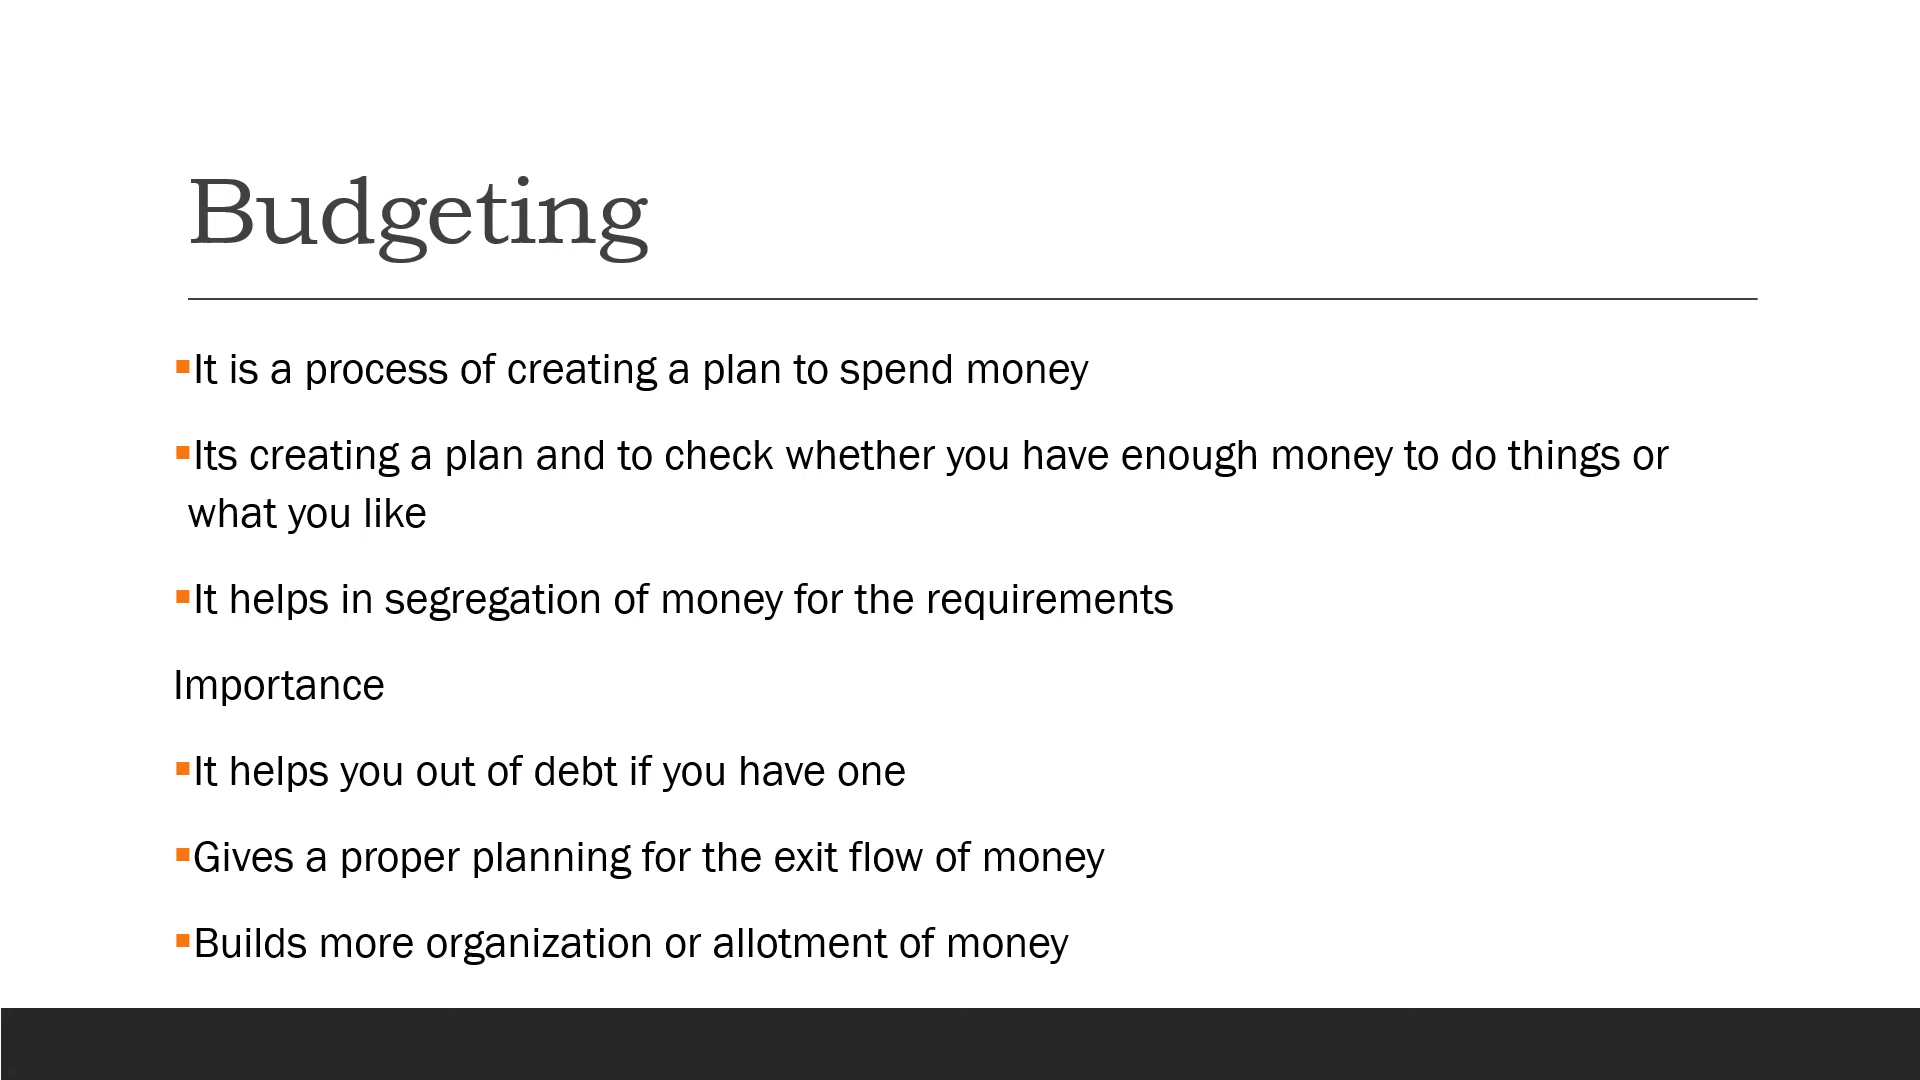 Budgeting
▪It is a process of creating a plan to spend money
▪Its creating a plan and to check whether you have enough money to do things or
what you like
▪It helps in segregation of money for the requirements
Importance
▪It helps you out of debt if you have one
▪Gives a proper planning for the exit flow of money
▪Builds more organization or allotment of money